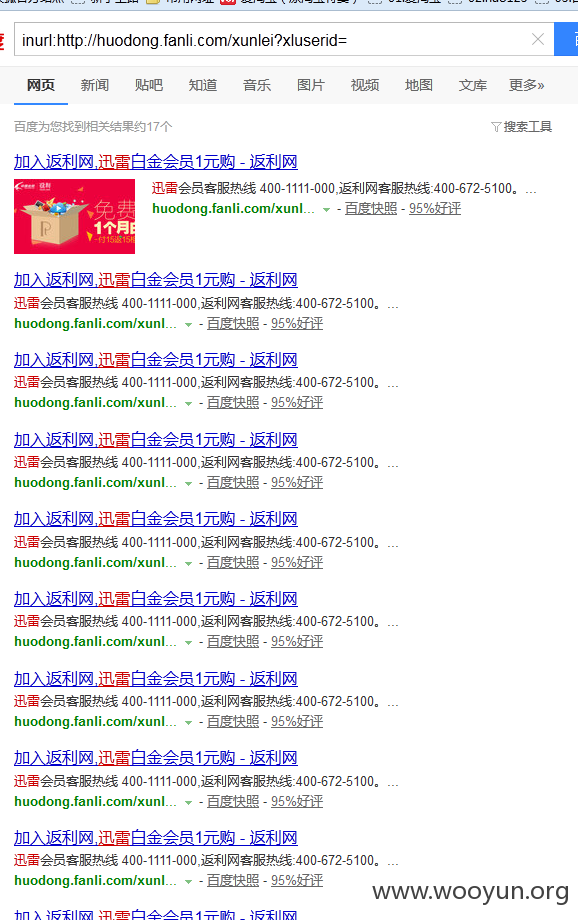 inurl:http://huodong.fanli.com/xunlei?xluserid=
网页 新闻 贴吧 知道 音乐 图片 视频 地图 文库 更多»
百度为您找到相关结果约17个 搜索工具
加入返利网,迅雷白金会员1元购 - 返利网
免费
1个月
迅雷会员客服热线 400-1111-000,返利网客服热线:400-672-5100。...
huodong.fanli.com/xunl... - 百度快照 - 95%好评
加入返利网,迅雷白金会员1元购 - 返利网
迅雷会员客服热线 400-1111-000,返利网客服热线:400-672-5100。...
huodong.fanli.com/xunl... - 百度快照 - 95%好评
加入返利网,迅雷白金会员1元购 - 返利网
迅雷会员客服热线 400-1111-000,返利网客服热线:400-672-5100。...
huodong.fanli.com/xunl... - 百度快照 - 95%好评
加入返利网,迅雷白金会员1元购 - 返利网
迅雷会员客服热线 400-1111-000,返利网客服热线:400-672-5100。...
huodong.fanli.com/xunl... - 百度快照 - 95%好评
加入返利网,迅雷白金会员1元购 - 返利网
迅雷会员客服热线 400-1111-000,返利网客服热线:400-672-5100。...
huodong.fanli.com/xunl... - 百度快照 - 95%好评
加入返利网,迅雷白金会员1元购 - 返利网
迅雷会员客服热线 400-1111-000,返利网客服热线:400-672-5100。...
huodong.fanli.com/xunl... - 百度快照 - 95%好评
加入返利网,迅雷白金会员1元购 - 返利网
迅雷会员客服热线 400-1111-000,返利网客服热线:400-672-5100。...
huodong.fanli.com/xunl... - 百度快照 - 95%好评
加入返利网,迅雷白金会员1元购 - 返利网
迅雷会员客服热线 400-1111-000,返利网客服热线:400-672-5100。...
huodong.fanli.com/xunl... - 百度快照 - 95%好评
加入返利网,迅雷白金会员1元购 - 返利网
迅雷会员客服热线 400-1111-000,返利网客服热线:400-672-5100。...
huodong.fanli.com/xunl... - 百度快照 - 95%好评
加入返利网,迅雷白金会员1元购 - 返利网
www.wooyun.org